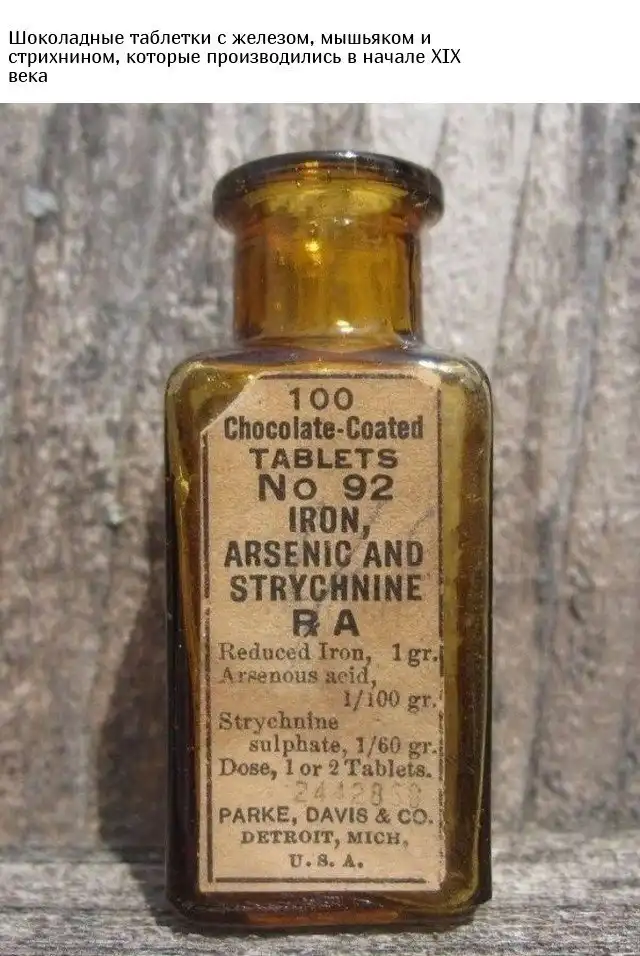 Шоколадные таблетки с железом, мышьяком и
стрихнином, которые производились в начале XIX
века
100
Chocolate-Coated
TABLETS
No 92
IRON,
ARSENIC AND
STRYCHNINE
℞ A
Reduced Iron, 1 gr.
Arsenous acid,
1/100 gr.
Strychnine
sulphate, 1/60 gr.
Dose, 1 or 2 Tablets.
PARKE, DAVIS & CO.
DETROIT, MICH.
U. S. A.